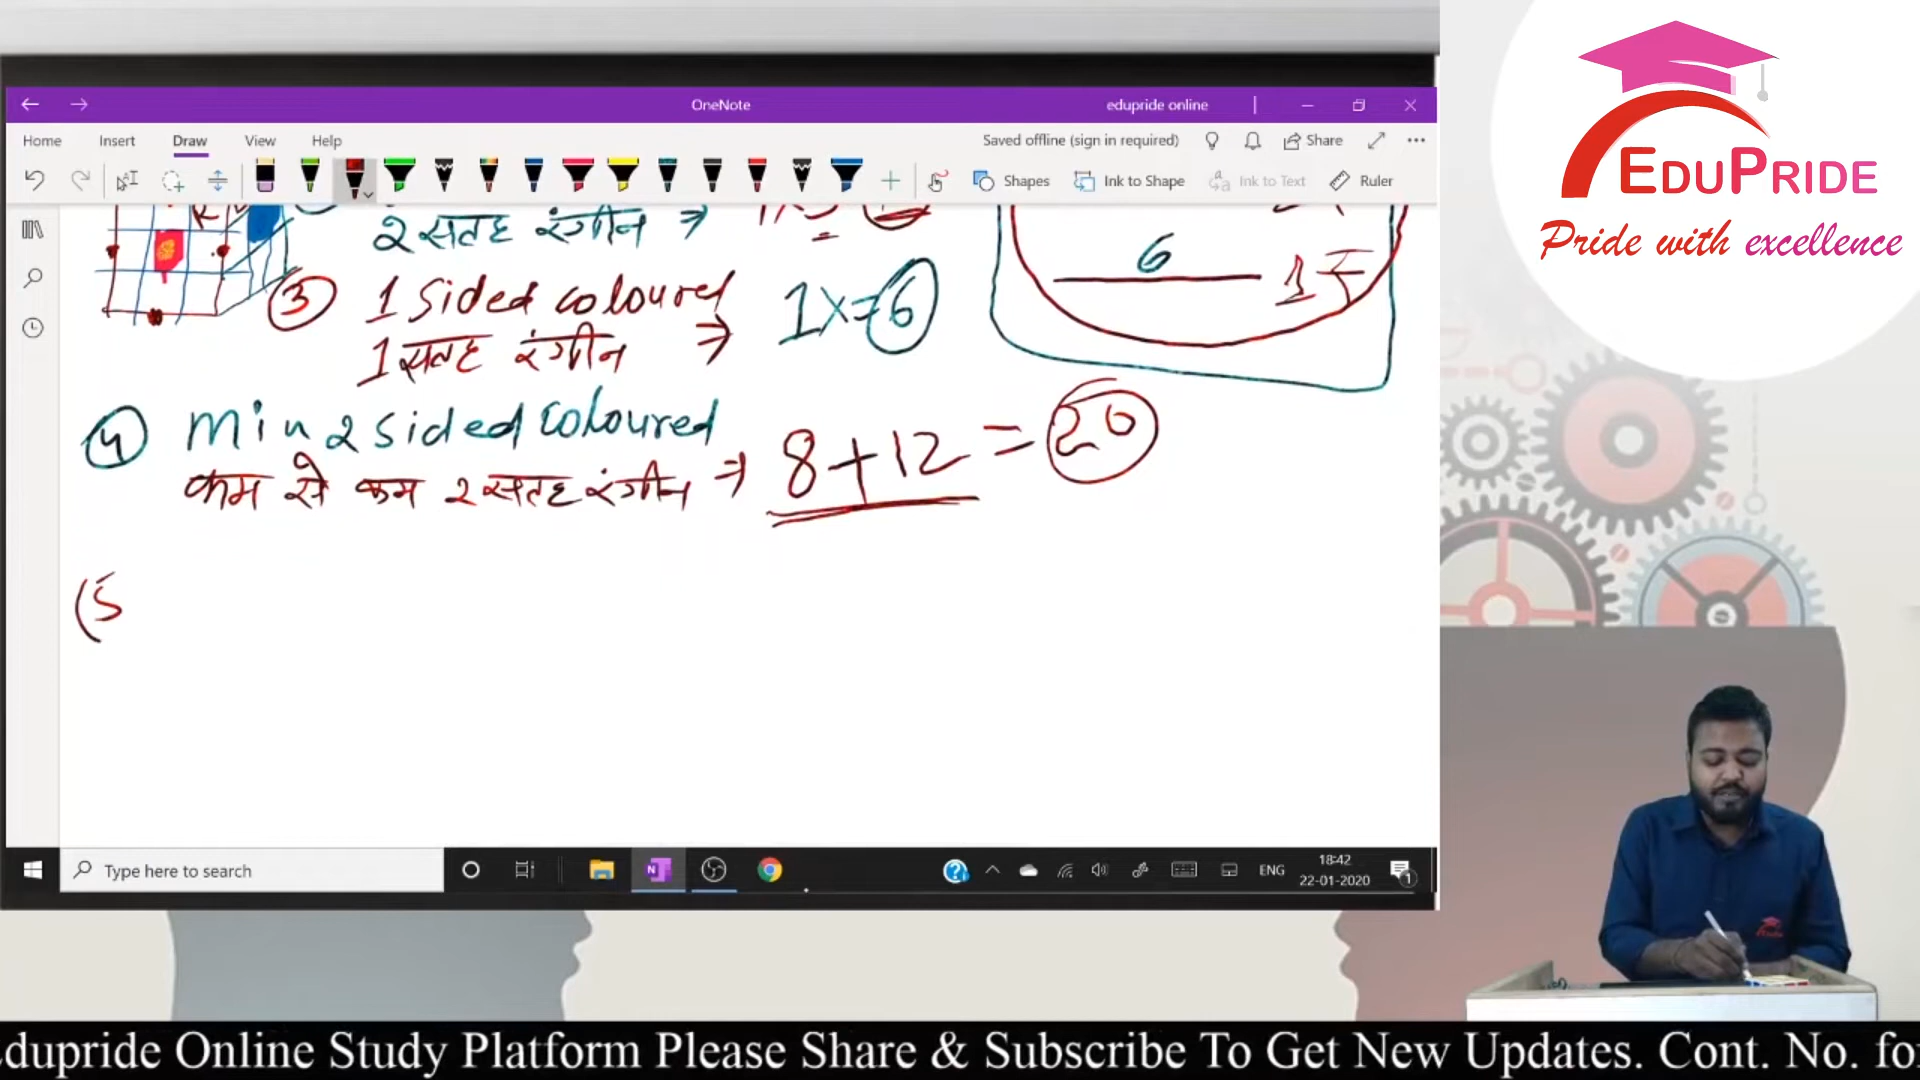 OneNote
edupride online
Home Insert Draw View Help
Saved offline (sign in required)
Share
Shapes
Ink to Shape
Ink to Text
Ruler
EDUPRIDE
Pride with excellence
2 सतह रंगीन ⇒
6
③ 1 Sided coloured
1 सतह रंगीन ⇒
1x=6
④ Min 2 Sided coloured
कम से कम 2 सतह रंगीन ⇒ 8+12 = 20
(5
Type here to search
ENG
18:42
22-01-2020
1
Edupride Online Study Platform Please Share & Subscribe To Get New Updates. Cont. No. for